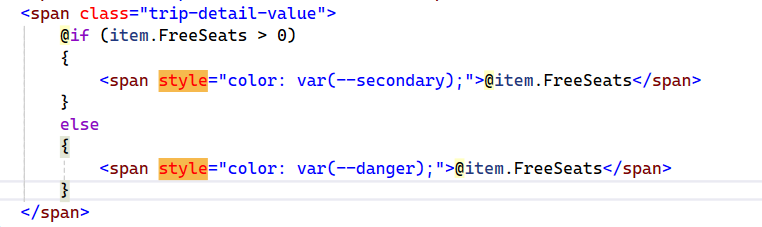 <span class="trip-detail-value">
@if (item.FreeSeats > 0)
{
<span style="color: var(--secondary);">@item.FreeSeats</span>
}
else
{
<span style="color: var(--danger);">@item.FreeSeats</span>
}
</span>